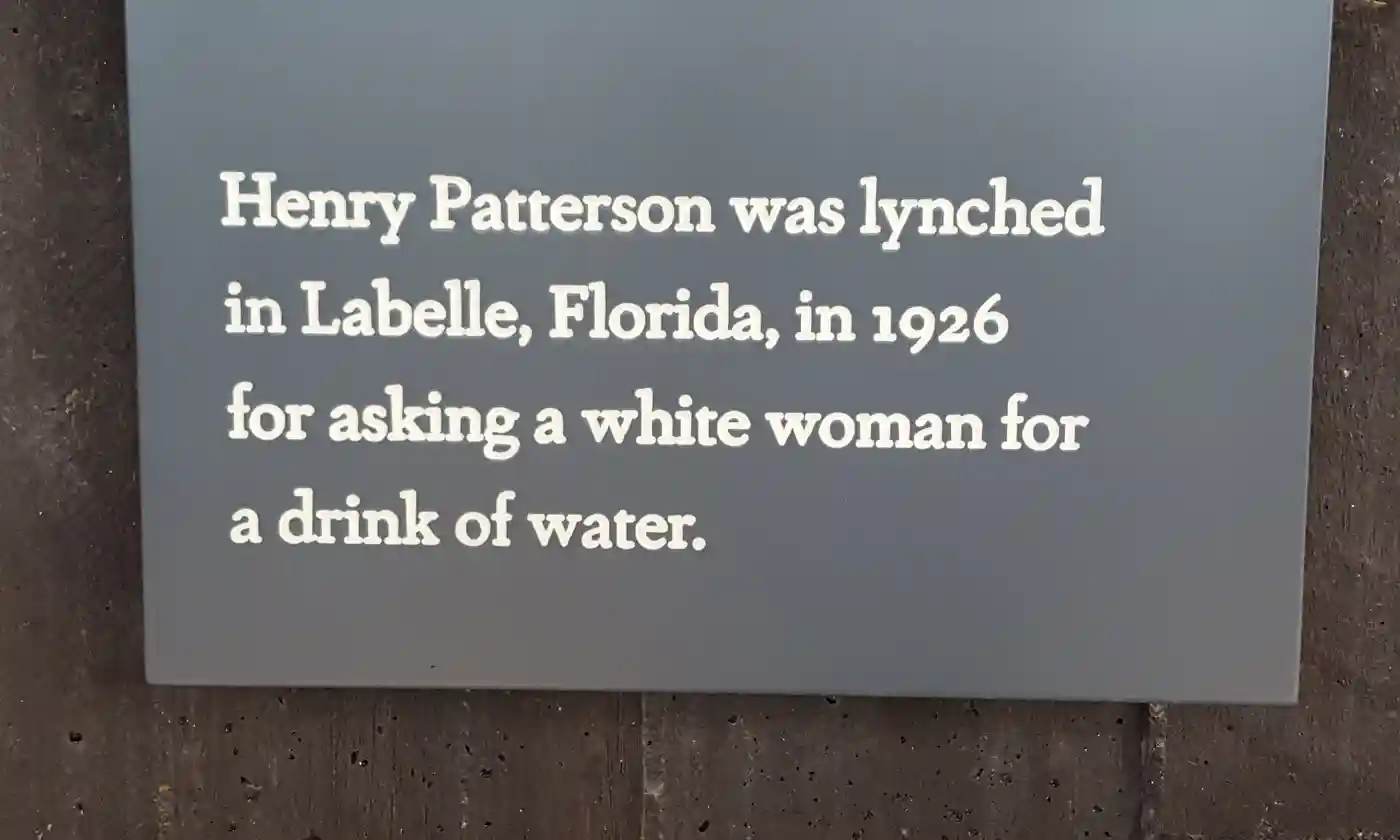 Henry Patterson was lynched
in Labelle, Florida, in 1926
for asking a white woman for
a drink of water.